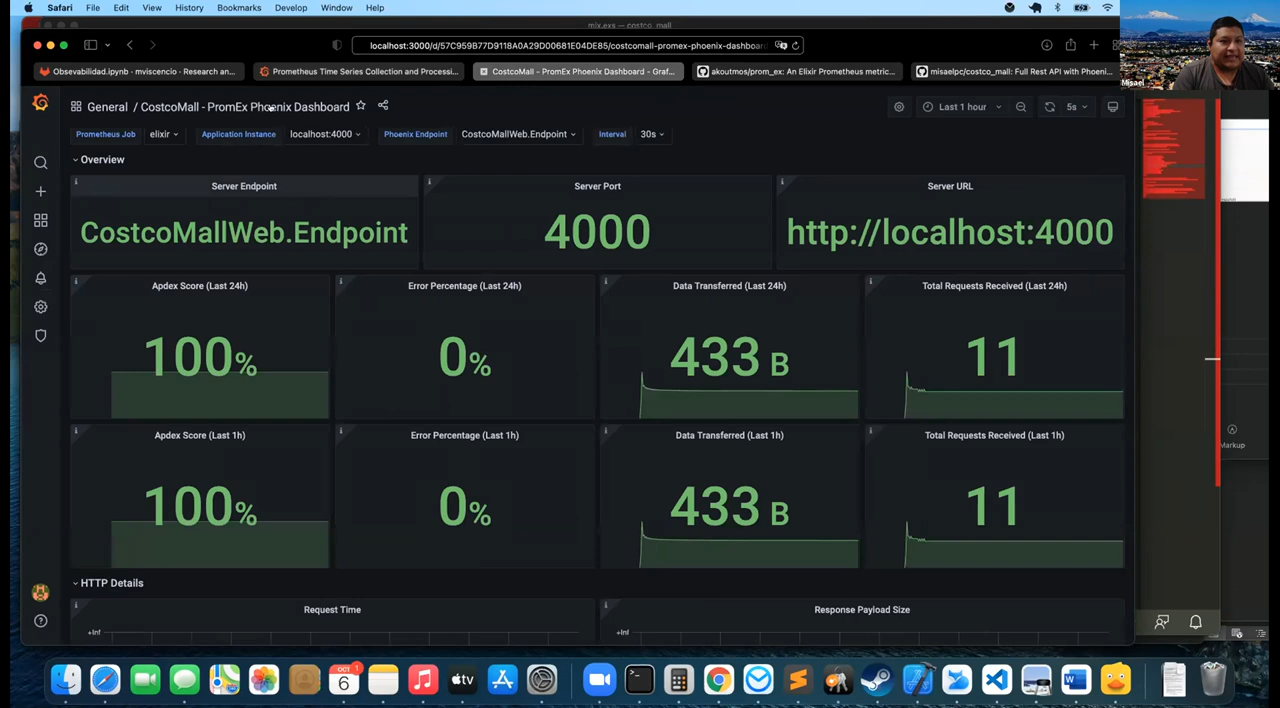 Safari File Edit View History Bookmarks Develop Window Help
mix.exs — costco_mall
localhost:3000/d/57C959B77D9118A0A29D00681E04DE85/costcomall-promex-phoenix-dashboard
Obsevabilidad.ipynb - mviscencio / Research an...
Prometheus Time Series Collection and Processi...
CostcoMall - PromEx Phoenix Dashboard - Graf...
akoutmos/prom_ex: An Elixir Prometheus metric...
misaelpc/costco_mall: Full Rest API with Phoeni...
Misael
General / CostcoMall - PromEx Phoenix Dashboard
Last 1 hour
5s
Prometheus Job elixir Application Instance localhost:4000 Phoenix Endpoint CostcoMallWeb.Endpoint Interval 30s
Overview
Server Endpoint
CostcoMallWeb.Endpoint
Server Port
4000
Server URL
http://localhost:4000
Apdex Score (Last 24h)
100%
Error Percentage (Last 24h)
0%
Data Transferred (Last 24h)
433 B
Total Requests Received (Last 24h)
11
Apdex Score (Last 1h)
100%
Error Percentage (Last 1h)
0%
Data Transferred (Last 1h)
433 B
Total Requests Received (Last 1h)
11
Markup
HTTP Details
Request Time
+Inf
Response Payload Size
+Inf
OCT
6
1
tv